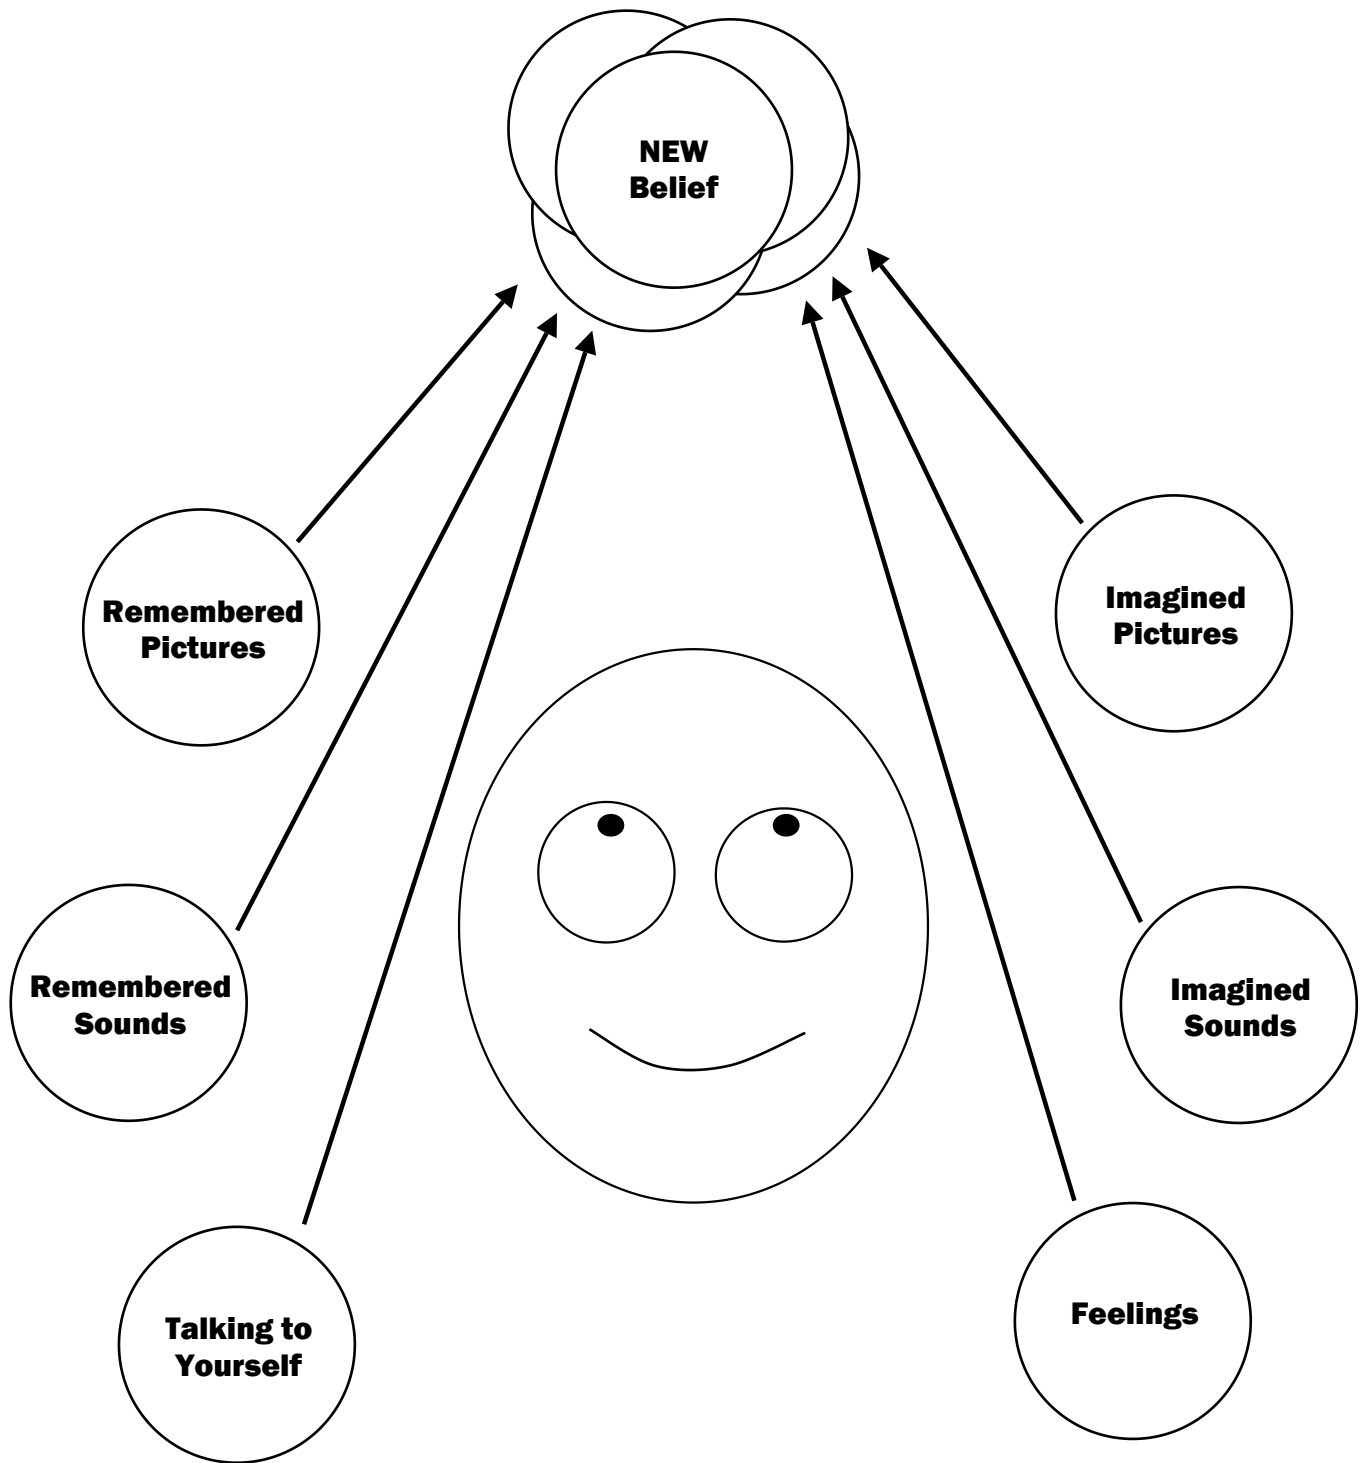 NEW
Belief
Remembered
Pictures
Imagined
Pictures
Remembered
Sounds
Imagined
Sounds
Talking to
Yourself
Feelings